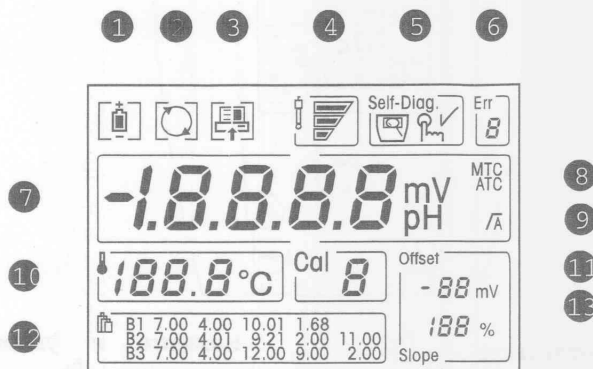 1 2 3 4 5 6
Self-Diag. Err
8
7 -1.8.8.8.8 mV pH MTC ATC 8
A 9
10 188.8°C Cal 8 Offset 11
-88 mV 13
188 %
Slope
12 B1 7.00 4.00 10.01 1.68
B2 7.00 4.01 9.21 2.00 11.00
B3 7.00 4.00 12.00 9.00 2.00